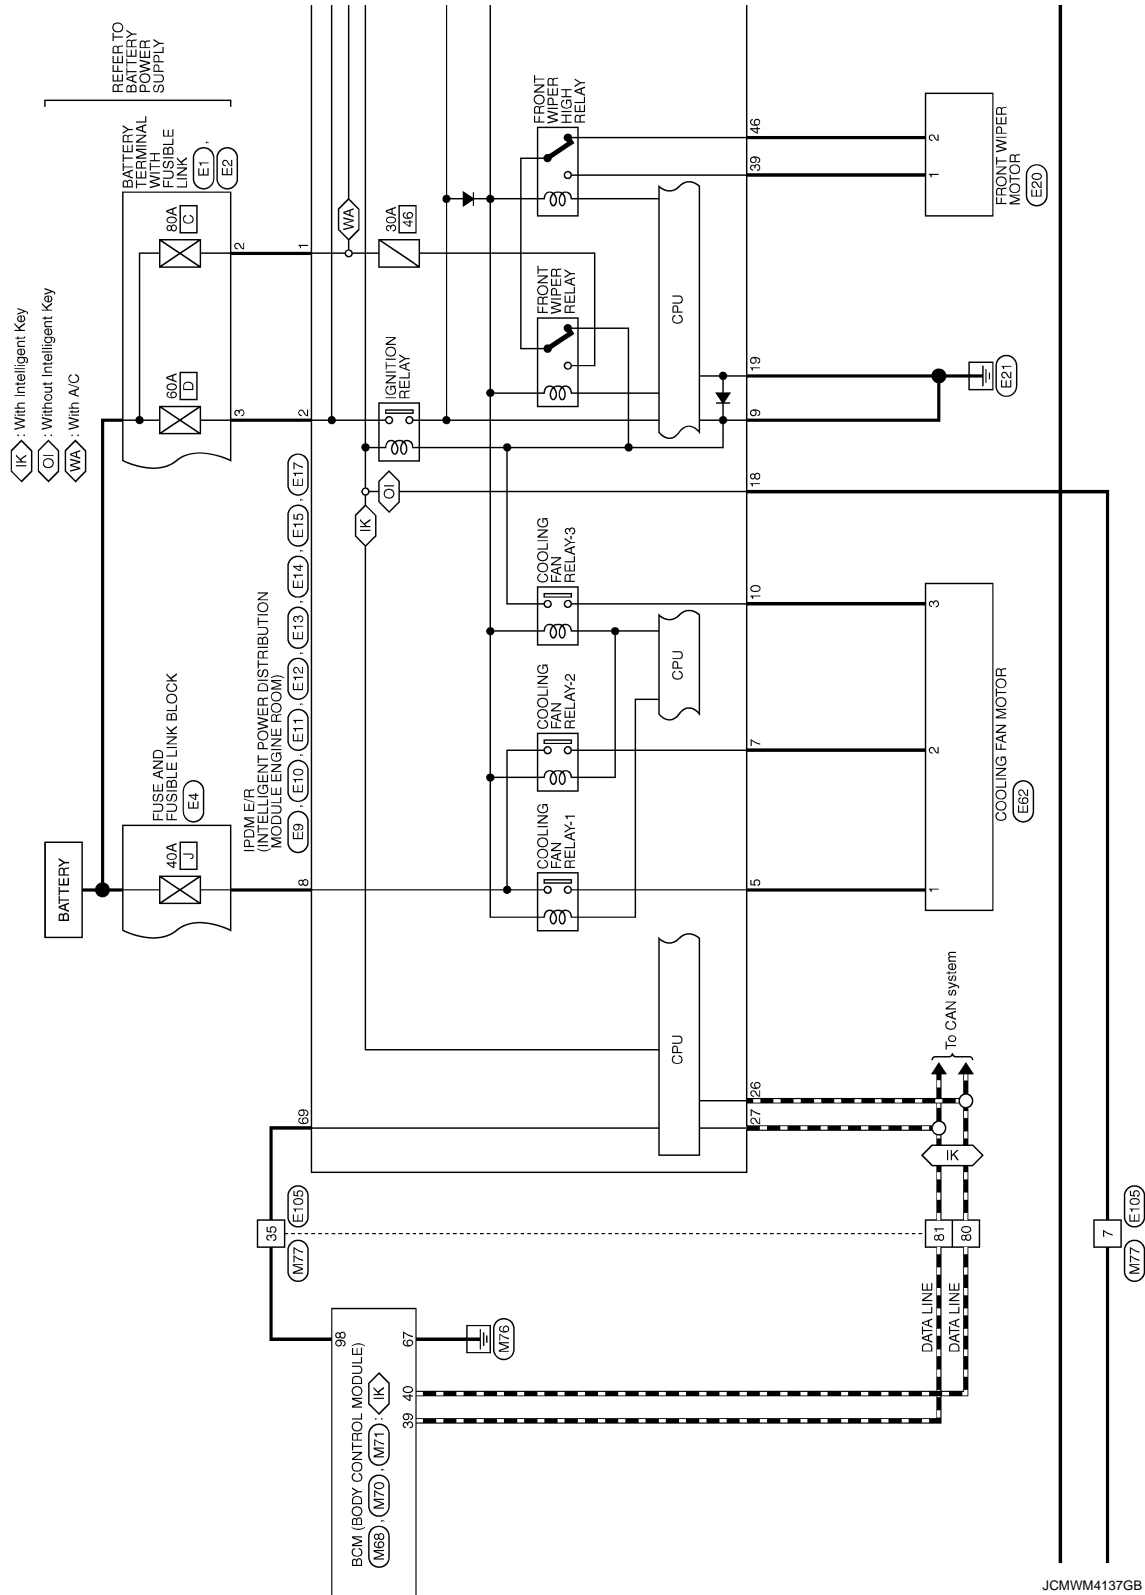 REFER TO
BATTERY
POWER
SUPPLY
IK : With Intelligent Key
OI : Without Intelligent Key
WA : With A/C
BATTERY
FUSE AND
FUSIBLE LINK BLOCK
E4
40A
J
8
BATTERY
TERMINAL
WITH
FUSIBLE
LINK
E1 ,
E2
60A
D
80A
C
3
2
2
1
IPDM E/R
(INTELLIGENT POWER DISTRIBUTION
MODULE ENGINE ROOM)
E9 , E10 , E11 , E12 , E13 , E14 , E15 , E17
WA
30A
46
IGNITION
RELAY
IK
OI
COOLING
FAN
RELAY-1
COOLING
FAN
RELAY-2
COOLING
FAN
RELAY-3
FRONT
WIPER
RELAY
FRONT
WIPER
HIGH
RELAY
CPU
CPU
CPU
69
27
26
5
7
10
18
9
19
39
46
E21
1
2
3
COOLING FAN MOTOR
E62
1
2
FRONT WIPER
MOTOR
E20
To CAN system
IK
35
M77
E105
81
80
7
M77
E105
DATA LINE
DATA LINE
BCM (BODY CONTROL MODULE)
M68 , M70 , M71 : IK
98
67
40
39
M76
JCMWM4137GB